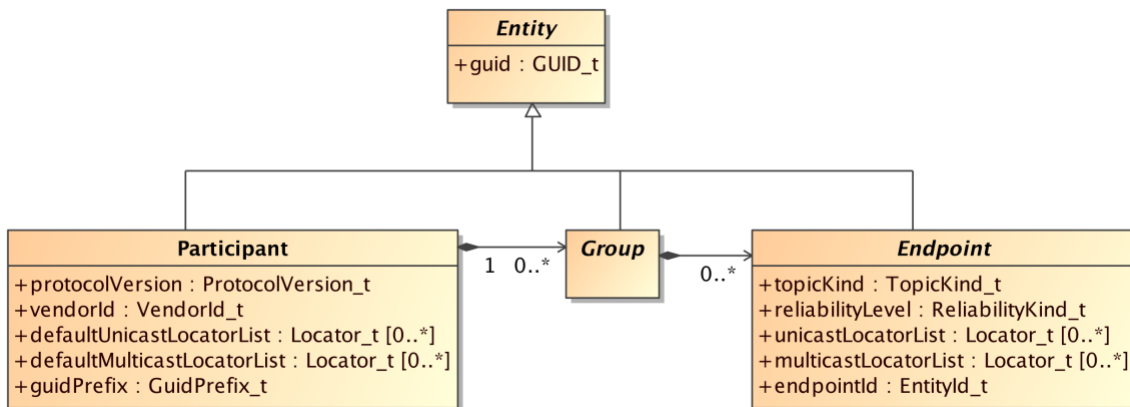 Entity
+guid : GUID_t
Participant
+protocolVersion : ProtocolVersion_t
+vendorId : VendorId_t
+defaultUnicastLocatorList : Locator_t [0..*]
+defaultMulticastLocatorList : Locator_t [0..*]
+guidPrefix : GuidPrefix_t
1 0..*
Group
0..*
Endpoint
+topicKind : TopicKind_t
+reliabilityLevel : ReliabilityKind_t
+unicastLocatorList : Locator_t [0..*]
+multicastLocatorList : Locator_t [0..*]
+endpointId : EntityId_t